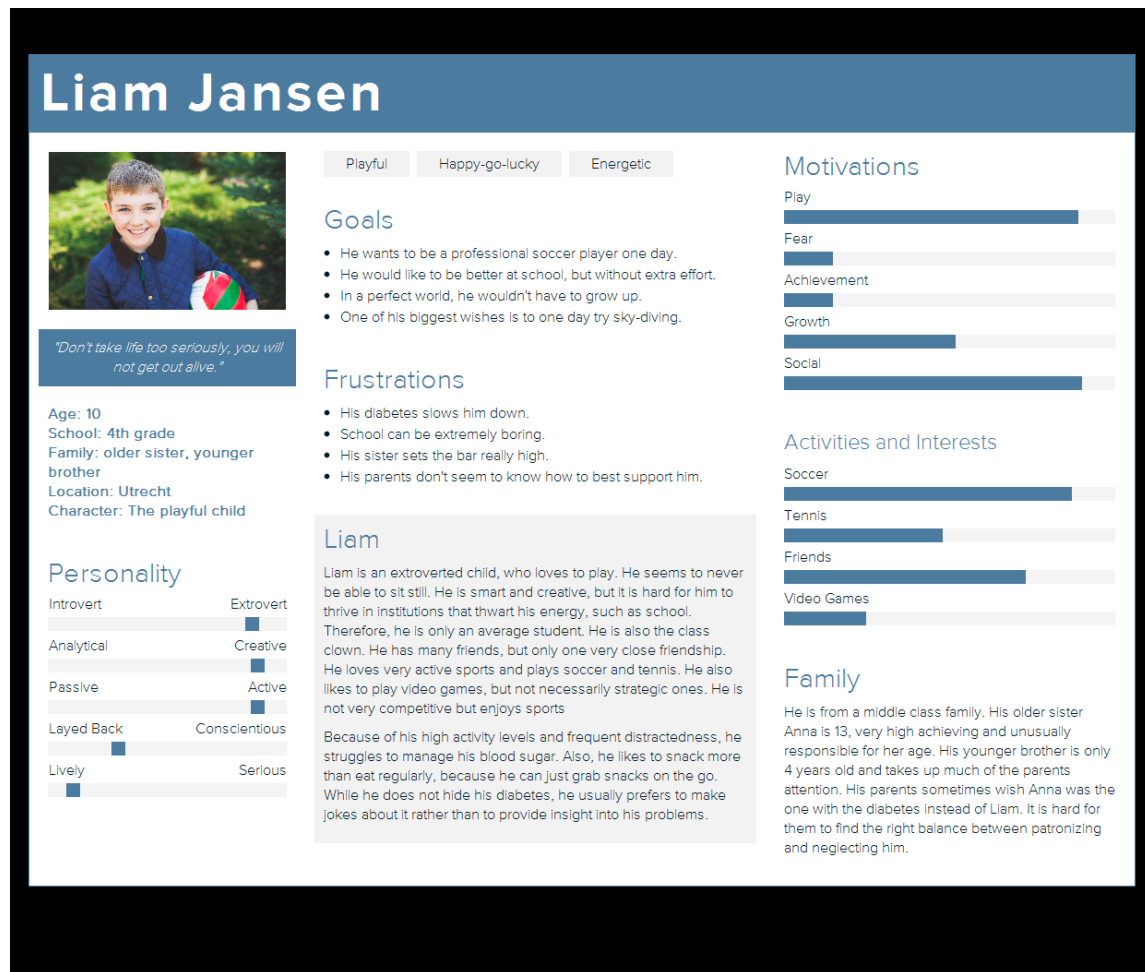 Liam Jansen
"Don't take life too seriously, you will
not get out alive."
Age: 10
School: 4th grade
Family: older sister, younger
brother
Location: Utrecht
Character: The playful child
Personality
Introvert Extrovert
Analytical Creative
Passive Active
Layed Back Conscientious
Lively Serious
Playful Happy-go-lucky Energetic
Goals
• He wants to be a professional soccer player one day.
• He would like to be better at school, but without extra effort.
• In a perfect world, he wouldn't have to grow up.
• One of his biggest wishes is to one day try sky-diving.
Frustrations
• His diabetes slows him down.
• School can be extremely boring.
• His sister sets the bar really high.
• His parents don't seem to know how to best support him.
Liam
Liam is an extroverted child, who loves to play. He seems to never
be able to sit still. He is smart and creative, but it is hard for him to
thrive in institutions that thwart his energy, such as school.
Therefore, he is only an average student. He is also the class
clown. He has many friends, but only one very close friendship.
He loves very active sports and plays soccer and tennis. He also
likes to play video games, but not necessarily strategic ones. He is
not very competitive but enjoys sports
Because of his high activity levels and frequent distractedness, he
struggles to manage his blood sugar. Also, he likes to snack more
than eat regularly, because he can just grab snacks on the go.
While he does not hide his diabetes, he usually prefers to make
jokes about it rather than to provide insight into his problems.
Motivations
Play
Fear
Achievement
Growth
Social
Activities and Interests
Soccer
Tennis
Friends
Video Games
Family
He is from a middle class family. His older sister
Anna is 13, very high achieving and unusually
responsible for her age. His younger brother is only
4 years old and takes up much of the parents
attention. His parents sometimes wish Anna was the
one with the diabetes instead of Liam. It is hard for
them to find the right balance between patronizing
and neglecting him.